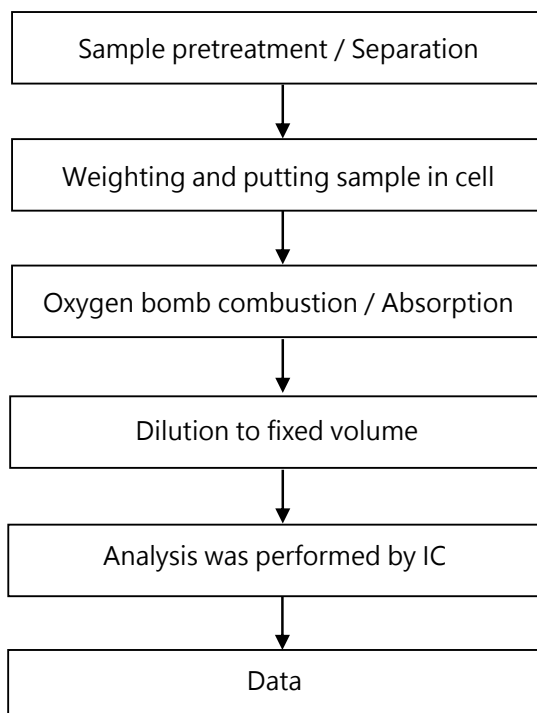 Sample pretreatment / Separation
Weighting and putting sample in cell
Oxygen bomb combustion / Absorption
Dilution to fixed volume
Analysis was performed by IC
Data